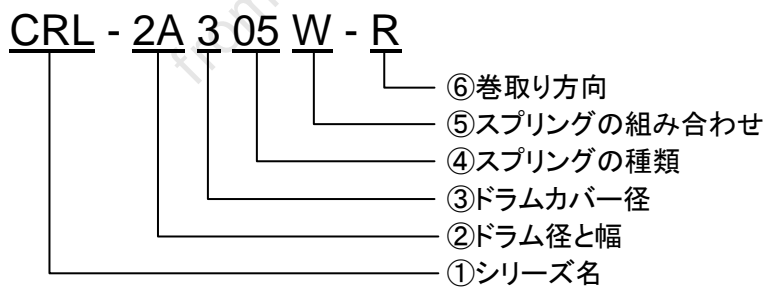 CRL - 2A 3 05 W - R
⑥巻取り方向
⑤スプリングの組み合わせ
④スプリングの種類
③ドラムカバー径
②ドラム径と幅
①シリーズ名